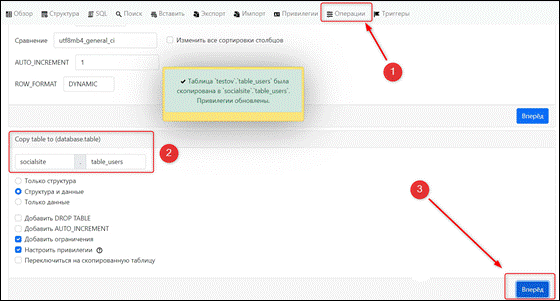 Обзор Структура SQL Поиск Вставить Экспорт Импорт Привилегии Операции Триггеры
Сравнение utf8mb4_general_ci Изменить все сортировки столбцов
1
AUTO_INCREMENT 1
ROW_FORMAT DYNAMIC
Таблица `testov`.`table_users` была
скопирована в `socialsite`.`table_users`.
Привилегии обновлены.
Вперёд
Copy table to (database.table)
2
socialsite . table_users
Только структура
Структура и данные
Только данные
3
Добавить DROP TABLE
Добавить AUTO_INCREMENT
Добавить ограничения
Настроить привилегии
Переключиться на скопированную таблицу
Вперёд